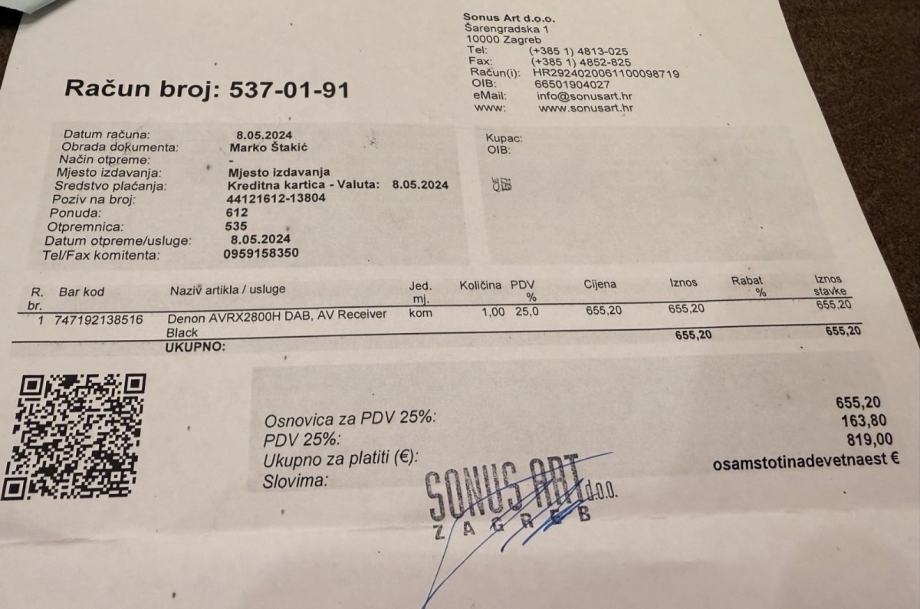 Sonus Art d.o.o.
Šarengradska 1
10000 Zagreb
Tel: (+385 1) 4813-025
Fax: (+385 1) 4852-825
Račun(i): HR2924020061100098719
OIB: 66501904027
eMail: info@sonusart.hr
www: www.sonusart.hr
Račun broj: 537-01-91
Datum računa: 8.05.2024
Obrada dokumenta: Marko Štakić
Način otpreme: -
Mjesto izdavanja: Mjesto izdavanja
Sredstvo plaćanja: Kreditna kartica - Valuta: 8.05.2024
Poziv na broj: 44121612-13804
Ponuda: 612
Otpremnica: 535
Datum otpreme/usluge: 8.05.2024
Tel/Fax komitenta: 0959158350
Kupac:
OIB:
R. br. Bar kod Naziv artikla / usluge Jed. mj. Količina PDV % Cijena Iznos Rabat % Iznos stavke
1 747192138516 Denon AVRX2800H DAB, AV Receiver kom 1,00 25,0 655,20 655,20 655,20
Black
UKUPNO: 655,20 655,20
Osnovica za PDV 25%: 655,20
PDV 25%: 163,80
Ukupno za platiti (€): 819,00
Slovima: osamstotinadevetnaest €
SONUS ART d.o.o.
ZAGREB